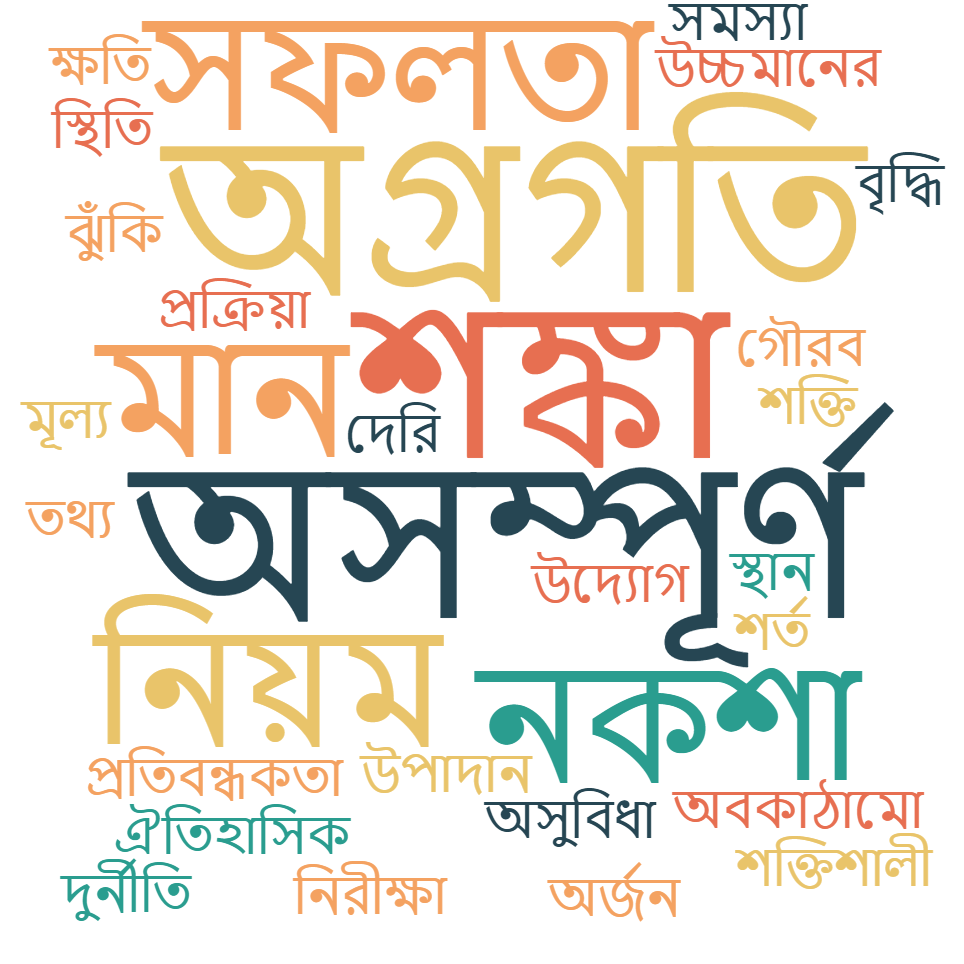 সমস্যা
ক্ষতি
সফলতা
উচ্চমানের
স্থিতি
অগ্রগতি
বৃদ্ধি
ঝুঁকি
প্রক্রিয়া
শঙ্কা
গৌরব
মান
শক্তি
মূল্য
দেরি
অসম্পূর্ণ
তথ্য
উদ্যোগ
স্থান
শর্ত
নিয়ম
নকশা
প্রতিবন্ধকতা
উপাদান
অসুবিধা
অবকাঠামো
ঐতিহাসিক
শক্তিশালী
দুর্নীতি
নিরীক্ষা
অর্জন